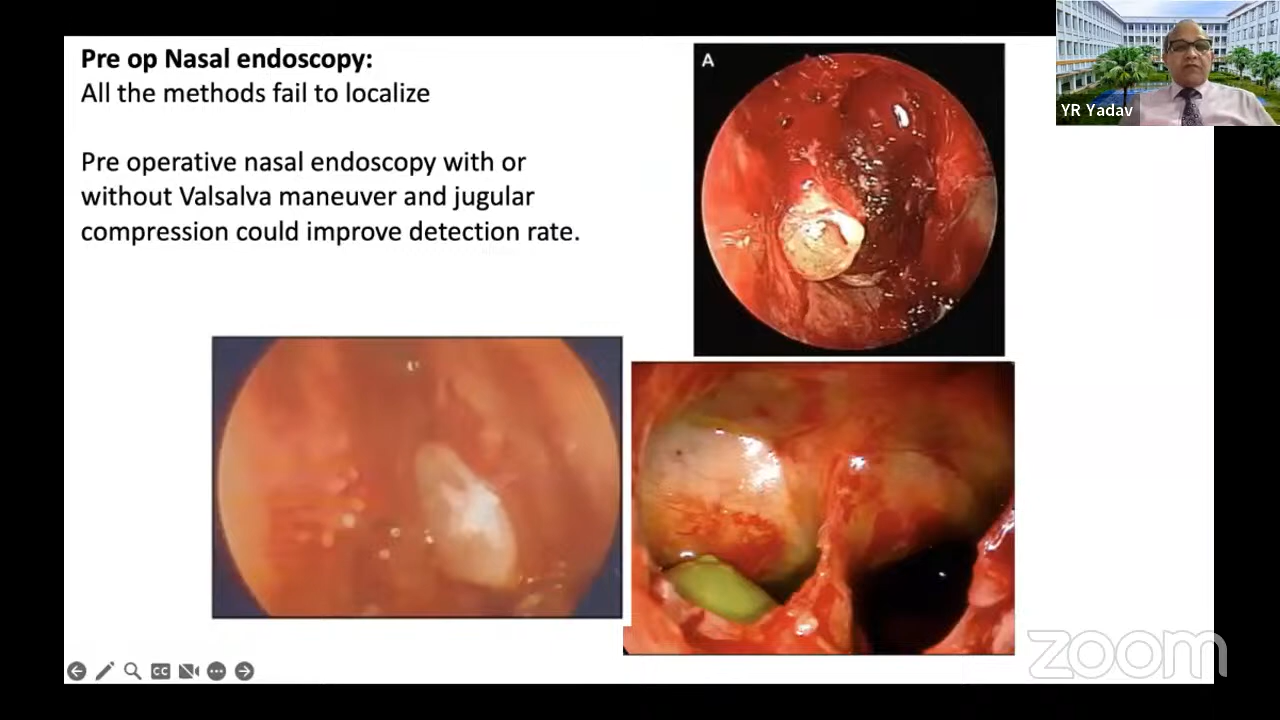 Pre op Nasal endoscopy:
All the methods fail to localize
Pre operative nasal endoscopy with or
without Valsalva maneuver and jugular
compression could improve detection rate.
A
YR Yadav
CC
zoom